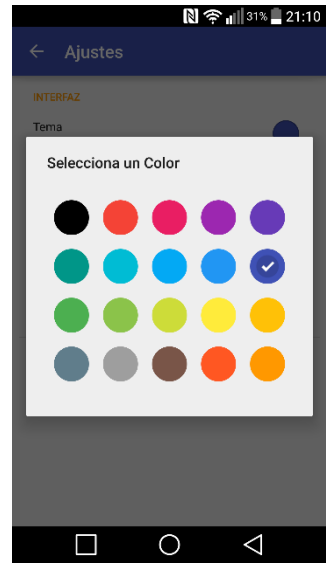 31% 21:10
Ajustes
INTERFAZ
Tema
Selecciona un Color